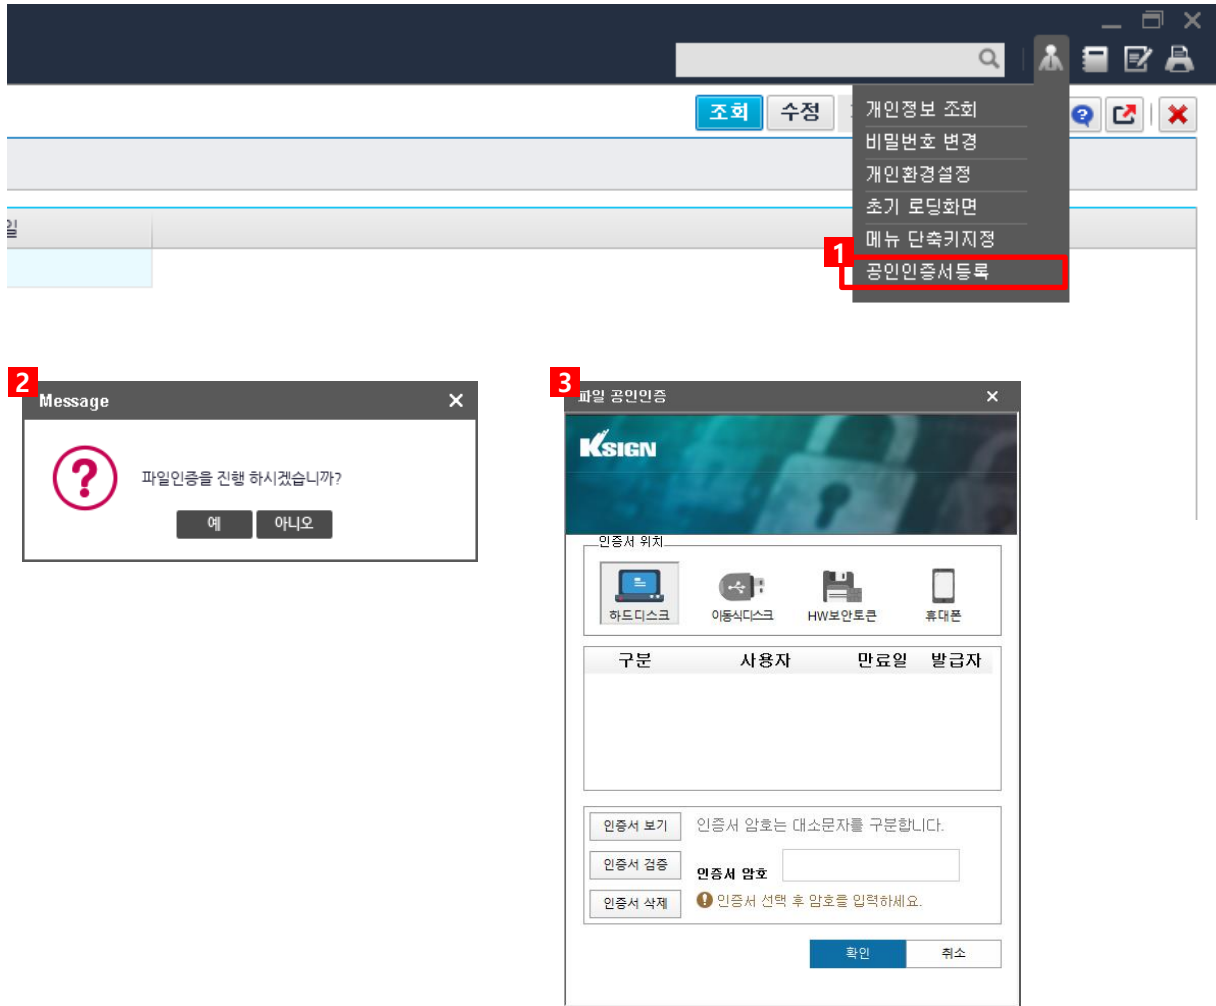 조회
수정
개인정보 조회
비밀번호 변경
개인환경설정
초기 로딩화면
메뉴 단축키지정
1
공인인증서등록
일
2
Message
파일인증을 진행 하시겠습니까?
예
아니오
3
파일 공인인증
KSIGN
인증서 위치
하드디스크
이동식디스크
HW보안토큰
휴대폰
구분
사용자
만료일
발급자
인증서 보기
인증서 암호는 대소문자를 구분합니다.
인증서 검증
인증서 암호
인증서 삭제
인증서 선택 후 암호를 입력하세요.
확인
취소